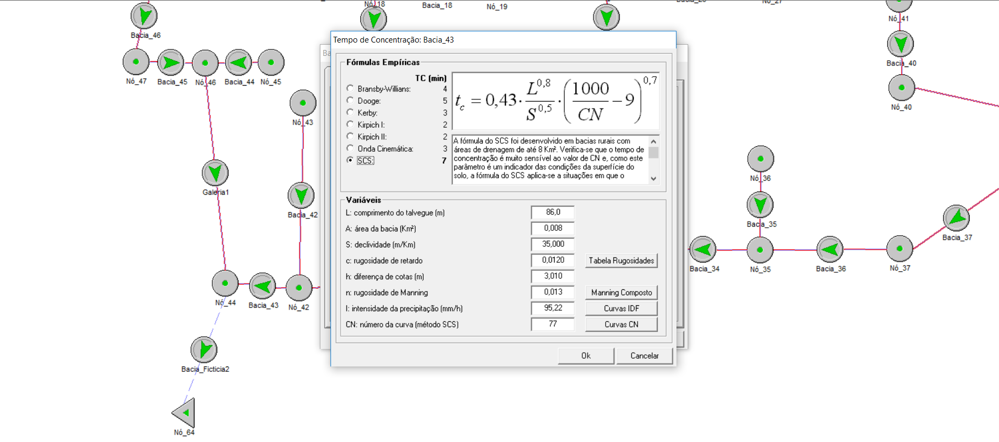 Nó_18
Bacia_18
Nó_19
Nó_27
Nó_41
Bacia_46
Bacia_40
Nó_47
Bacia_45
Nó_46
Bacia_44
Nó_45
Nó_40
Nó_43
Nó_36
Galeria1
Bacia_42
Bacia_35
Bacia_37
Bacia_34
Nó_35
Bacia_36
Nó_37
Nó_44
Bacia_43
Nó_42
Bacia_Ficticia2
Nó_64
Ba
Tempo de Concentração: Bacia_43
Fórmulas Empíricas
TC (min)
Bransby-Willians: 4
Dooge: 5
Kerby: 3
Kirpich I: 2
Kirpich II: 2
Onda Cinemática: 3
SCS: 7
t_c = 0,43 · L^0,8 / S^0,5 · (1000 / CN − 9)^0,7
A fórmula do SCS foi desenvolvido em bacias rurais com
áreas de drenagem de até 8 Km². Verifica-se que o tempo de
concentração é muito sensível ao valor de CN e, como este
parâmetro é um indicador das condições da superfície do
solo, a fórmula do SCS aplica-se a situações em que o
Variáveis
L: comprimento do talvegue (m) 86,0
A: área da bacia (Km²) 0,008
S: declividade (m/Km) 35,000
c: rugosidade de retardo 0,0120 Tabela Rugosidades
h: diferença de cotas (m) 3,010
n: rugosidade de Manning 0,013 Manning Composto
I: intensidade da precipitação (mm/h) 95,22 Curvas IDF
CN: número da curva (método SCS) 77 Curvas CN
Ok Cancelar